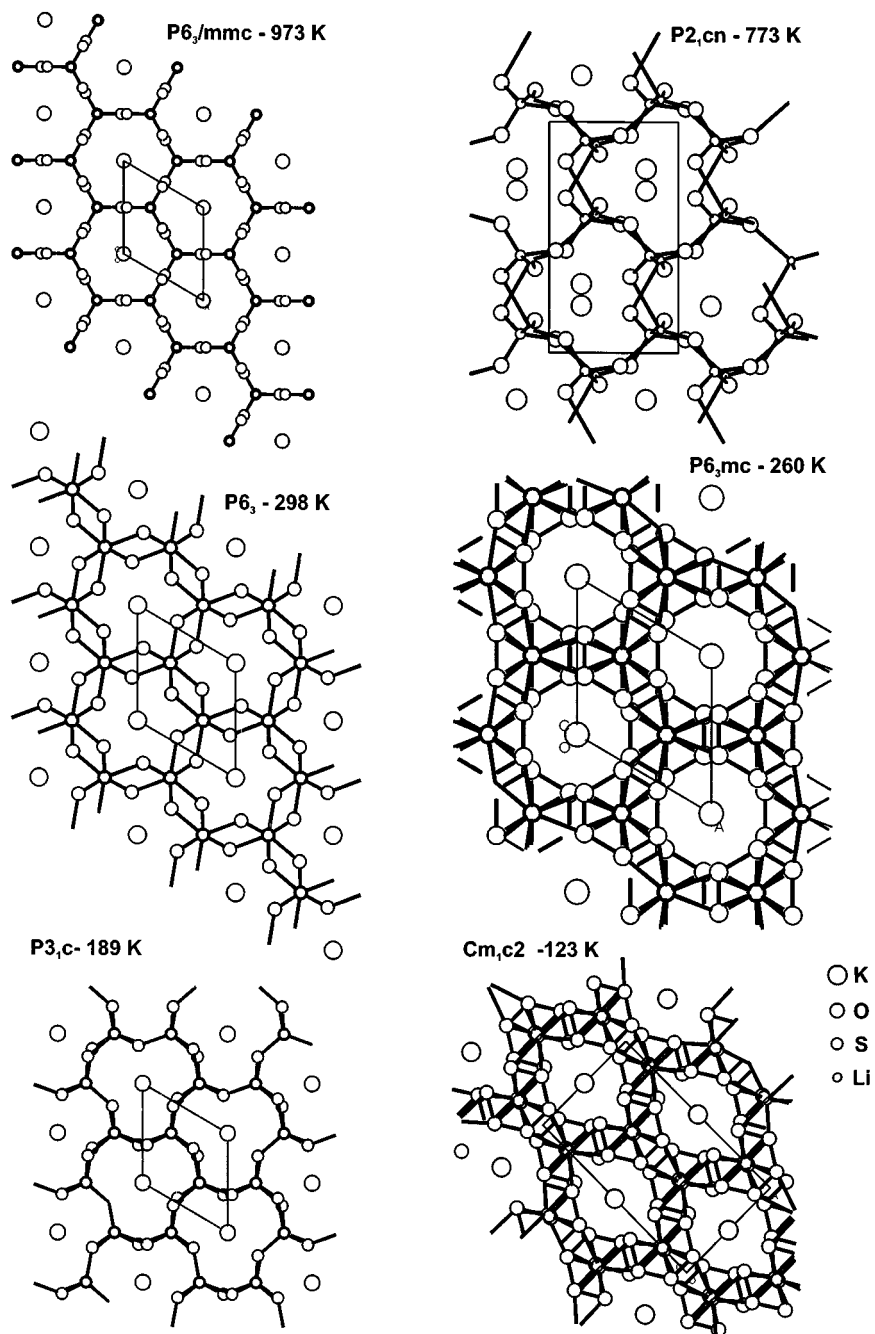 P6₃/mmc - 973 K
P2₁cn - 773 K
P6₃ - 298 K
P6₃mc - 260 K
A
P3₁c- 189 K
Cm₁c2 -123 K
K
O
S
Li